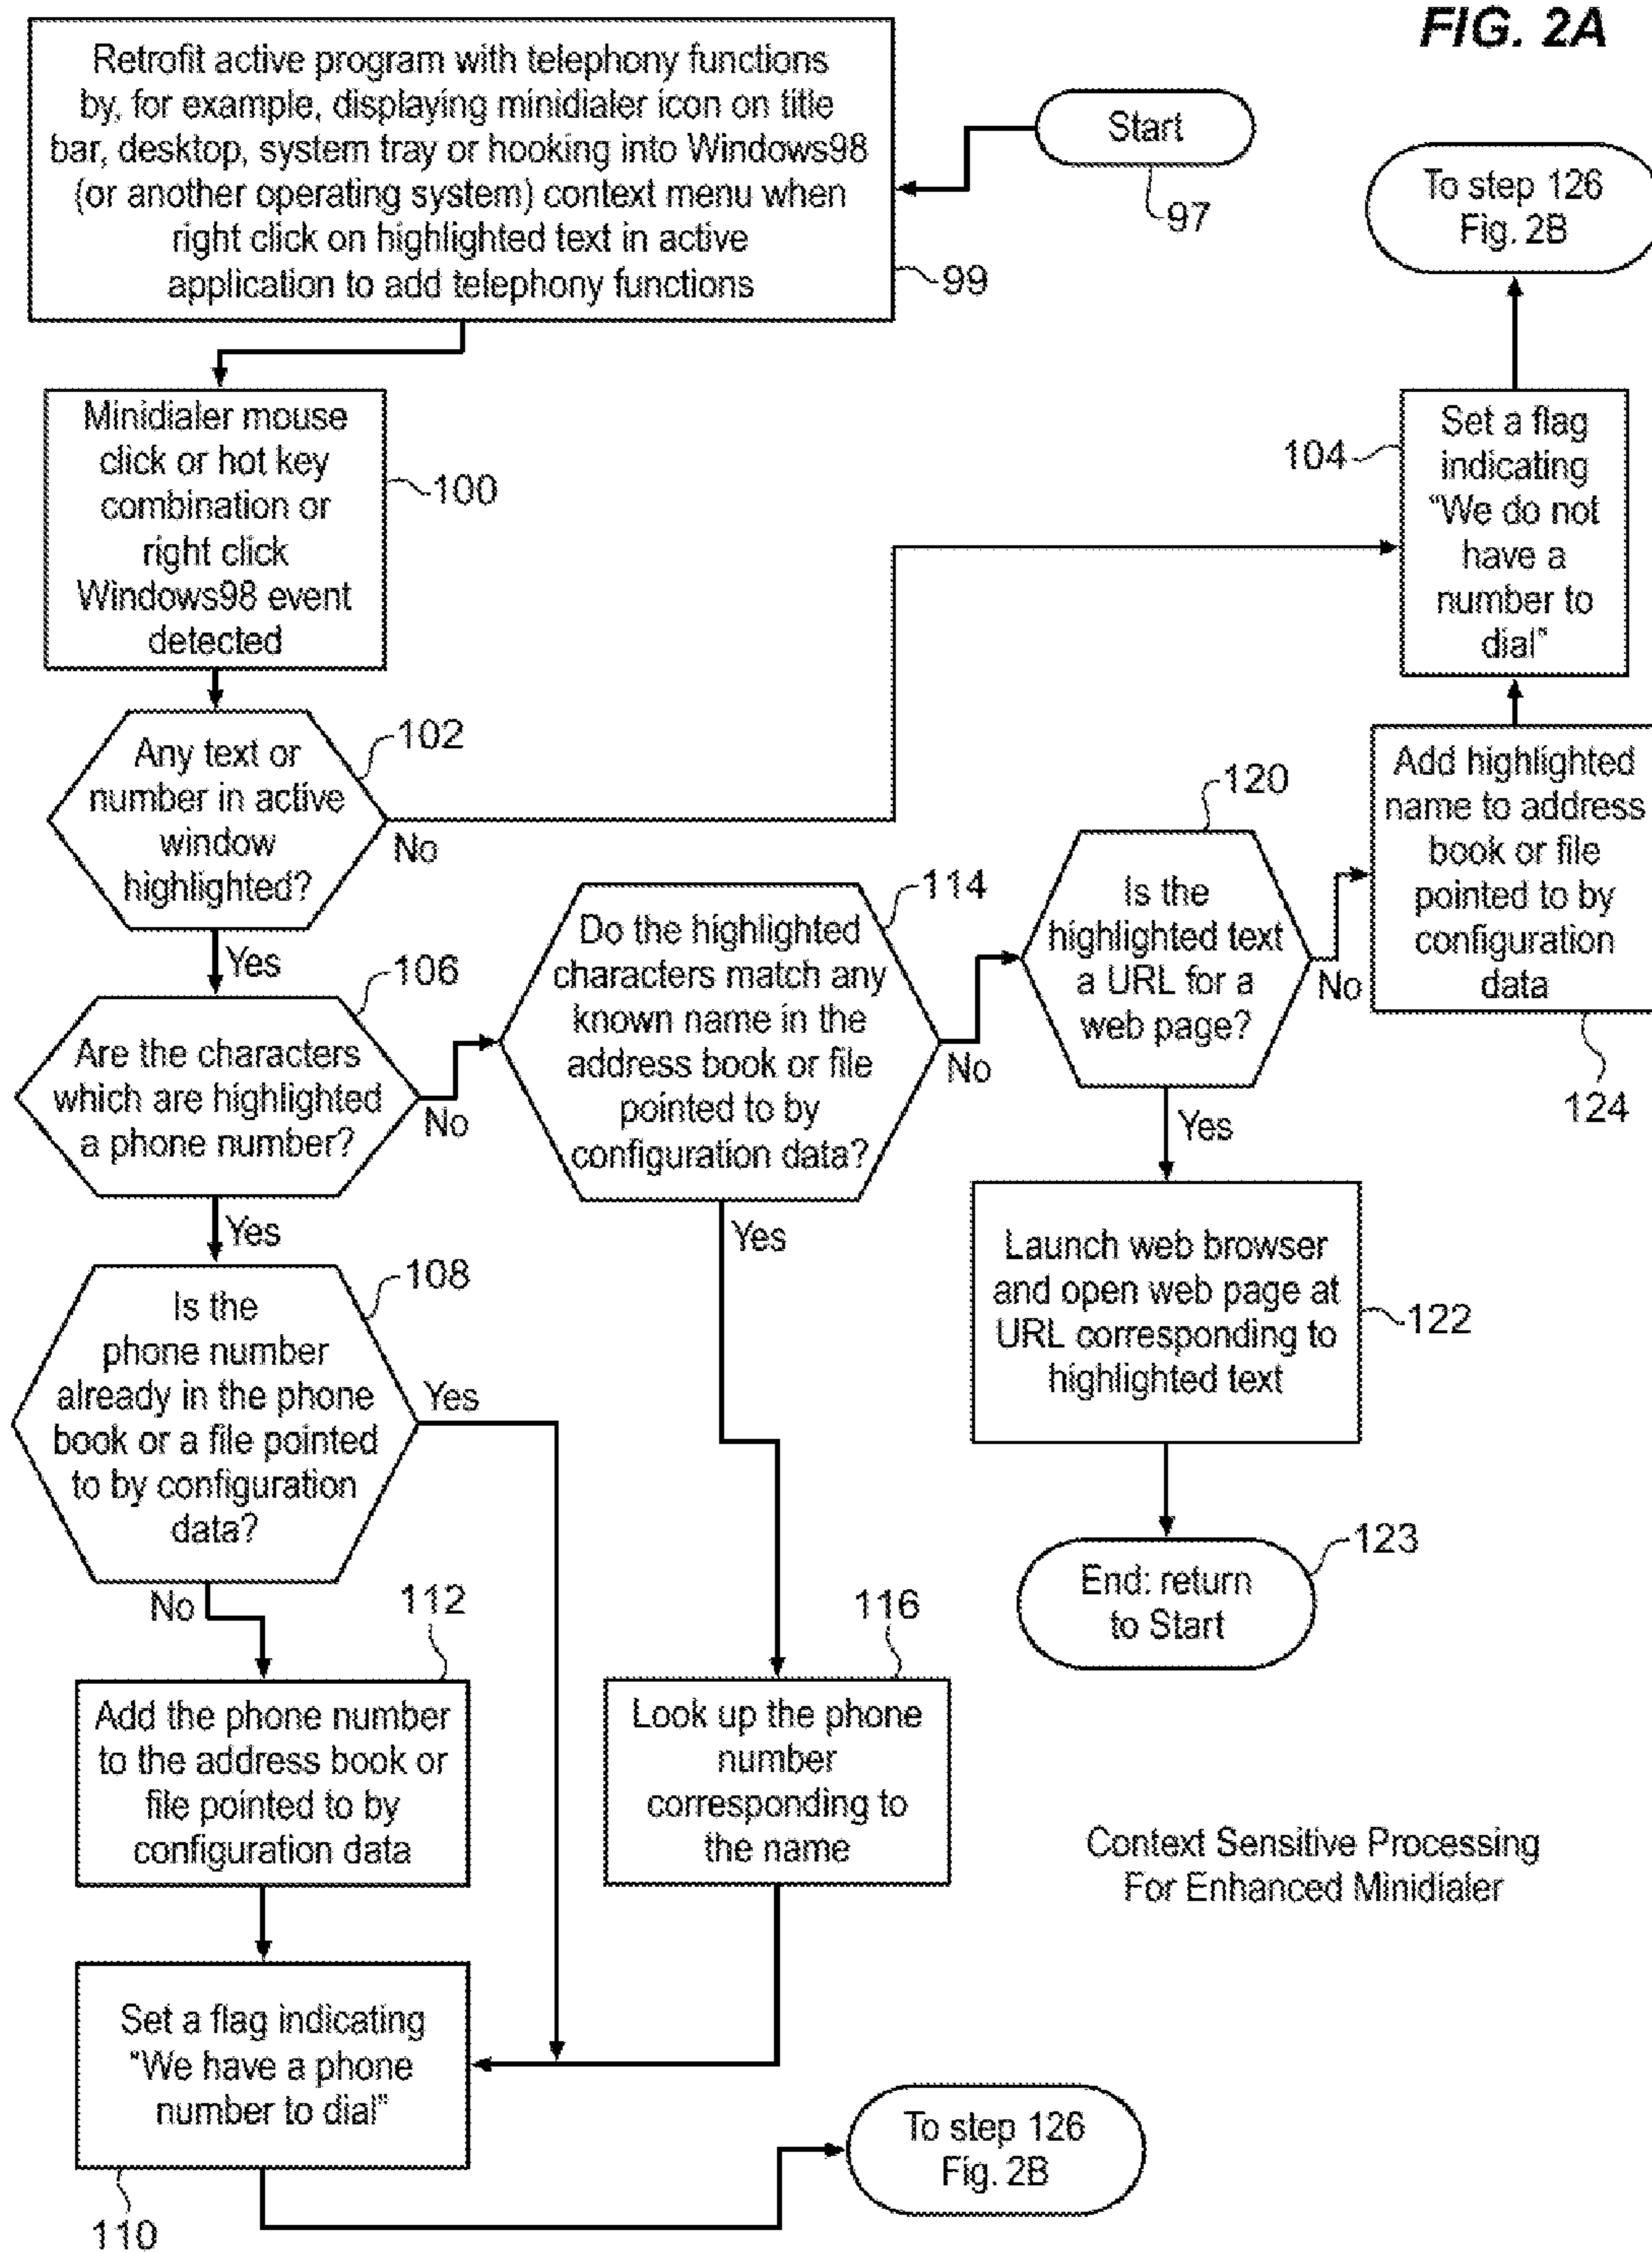 FIG. 2A
Retrofit active program with telephony functions
by, for example, displaying minidialer icon on title
bar, desktop, system tray or hooking into Windows98
(or another operating system) context menu when
right click on highlighted text in active
application to add telephony functions
99
Start
97
To step 126
Fig. 2B
Minidialer mouse
click or hot key
combination or
right click
Windows98 event
detected
100
104
Set a flag
indicating
"We do not
have a
number to
dial"
Any text or
number in active
window
highlighted?
102
No
Yes
Are the characters
which are highlighted
a phone number?
106
No
Yes
Do the highlighted
characters match any
known name in the
address book or file
pointed to by
configuration data?
114
No
Yes
120
Is the
highlighted text
a URL for a
web page?
No
Yes
Add highlighted
name to address
book or file
pointed to by
configuration
data
124
Launch web browser
and open web page at
URL corresponding to
highlighted text
122
End: return
to Start
123
Is the
phone number
already in the phone
book or a file pointed
to by configuration
data?
108
Yes
No
112
Add the phone number
to the address book or
file pointed to by
configuration data
116
Look up the phone
number
corresponding to
the name
Context Sensitive Processing
For Enhanced Minidialer
Set a flag indicating
"We have a phone
number to dial"
110
To step 126
Fig. 2B